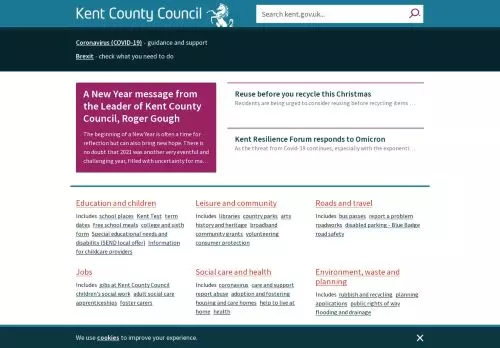 Kent County Council
Search kent.gov.uk...
Coronavirus (COVID-19) - guidance and support
Brexit - check what you need to do
A New Year message
from the Leader of Kent County
Council, Roger Gough
The beginning of a New Year is often a time for
reflection but can also bring new hope. There is
no doubt that 2021 was another very eventful and
challenging year, filled with uncertainty for ma...
Reuse before you recycle this Christmas
Residents are being urged to consider reusing before recycling items ...
Kent Resilience Forum responds to Omicron
As the threat from Covid-19 continues, especially with the exponenti ...
Education and children
Includes school places Kent Test term
dates Free school meals college and sixth
form Special educational needs and
disability (SEND local offer) Information
for childcare providers
Leisure and community
Includes libraries country parks arts
history and heritage broadband
community grants volunteering
consumer protection
Roads and travel
Includes bus passes report a problem
roadworks disabled parking - Blue Badge
road safety
Jobs
Includes jobs at Kent County Council
children's social work adult social care
apprenticeships foster carers
Social care and health
Includes coronavirus care and support
report abuse adoption and fostering
housing and care homes help to live at
home health
Environment, waste and
planning
Includes rubbish and recycling planning
applications public rights of way
flooding and drainage
We use cookies to improve your experience.